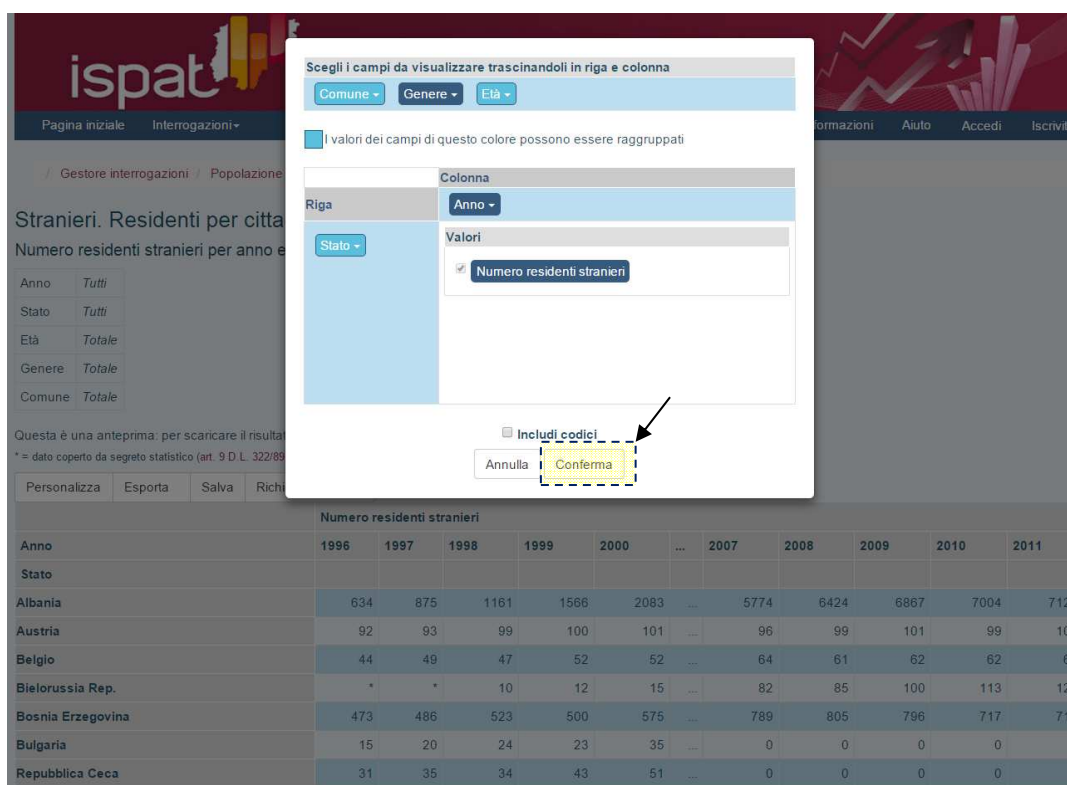 ispat
Pagina iniziale Interrogazioni Aiuto Accedi
/ Gestore interrogazioni / Popolazione
Stranieri. Residenti per
Numero residenti stranieri per anno
Anno Tutti
Stato Tutti
Età Totale
Genere Totale
Comune Totale
Questa è una anteprima: per scaricare il
* = dato coperto da segreto statistico (art. 9 D.L. 322/89
Personalizza Esporta Salva
Scegli i campi da visualizzare trascinandoli in riga e colonna
Comune Genere Età
I valori dei campi di questo colore possono essere raggruppati
Colonna
Riga Anno
Stato Valori
Numero residenti stranieri
Includi codici
Annulla Conferma
Numero residenti stranieri
Anno 1996 1997 1998 1999 2000 ... 2007 2008 2009 2010 2011
Stato
Albania 634 875 1161 1566 2083 ... 5774 6424 6867 7004
Austria 92 93 99 100 101 ... 96 99 101 99
Belgio 44 49 47 52 52 ... 64 61 62 62
Bielorussia Rep. * * 10 12 15 ... 82 85 100 113
Bosnia Erzegovina 473 486 523 500 575 ... 789 805 796 717
Bulgaria 15 20 24 23 35 ... 0 0 0 0
Repubblica Ceca 31 35 34 43 51 ... 0 0 0 0